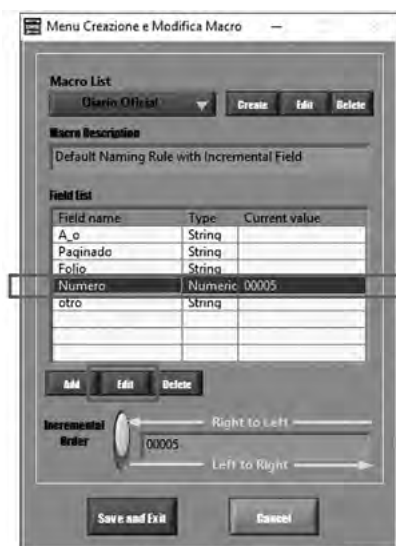 Menu Creazione e Modifica Macro
Macro List
Diario Oficial Create Edit Delete
Macro Description
Default Naming Rule with Incremental Field
Field List
Field name Type Current value
A_o String
Paginado String
Folio String
Numero Numeric 00005
otro String
Add Edit Delete
Incremental Order
Right to Left
00005
Left to Right
Save and Exit Cancel